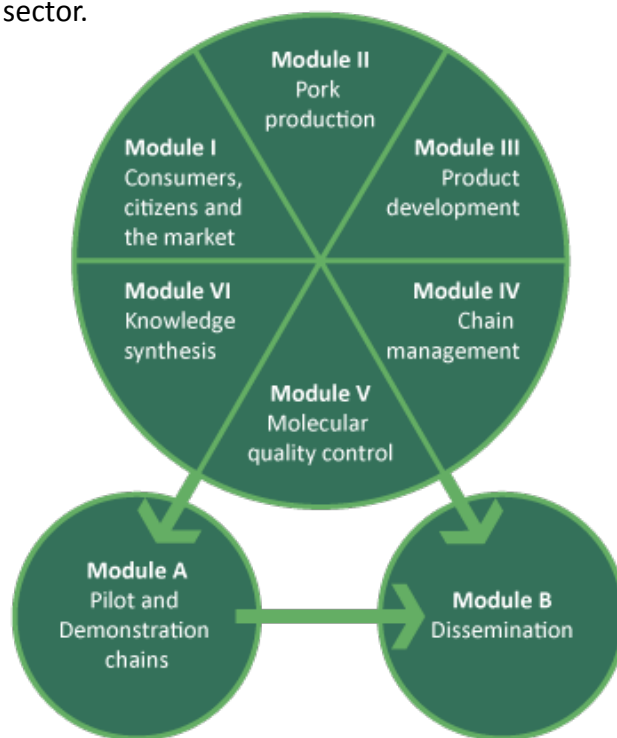 sector.
Module II
Pork
production
Module I
Consumers,
citizens and
the market
Module III
Product
development
Module VI
Knowledge
synthesis
Module IV
Chain
management
Module V
Molecular
quality control
Module A
Pilot and
Demonstration
chains
Module B
Dissemination